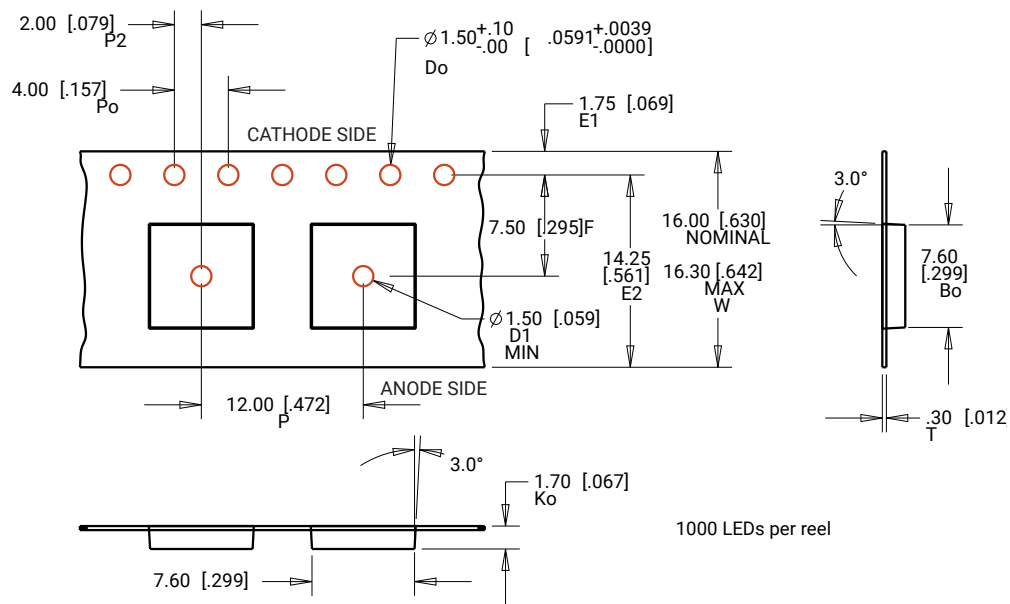 2.00 [.079]
P2
4.00 [.157]
Po
⌀1.50 +.10 -.00 [ .0591 +.0039 -.0000 ]
Do
1.75 [.069]
E1
CATHODE SIDE
7.50 [.295]F
14.25
[.561]
E2
16.00 [.630]
NOMINAL
16.30 [.642]
MAX
W
⌀1.50 [.059]
D1
MIN
ANODE SIDE
12.00 [.472]
P
3.0°
7.60
[.299]
Bo
.30 [.012
T
3.0°
1.70 [.067]
Ko
7.60 [.299]
1000 LEDs per reel